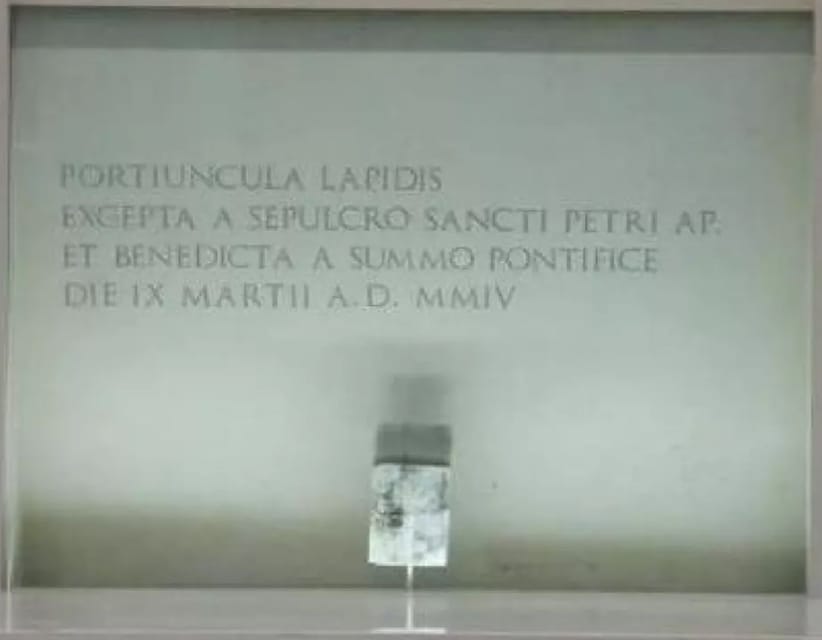 PORTIUNCULA LAPIDIS
EXCEPTA A SEPULCRO SANCTI PETRI AP.
ET BENEDICTA A SUMMO PONTIFICE
DIE IX MARTII A.D. MMIV